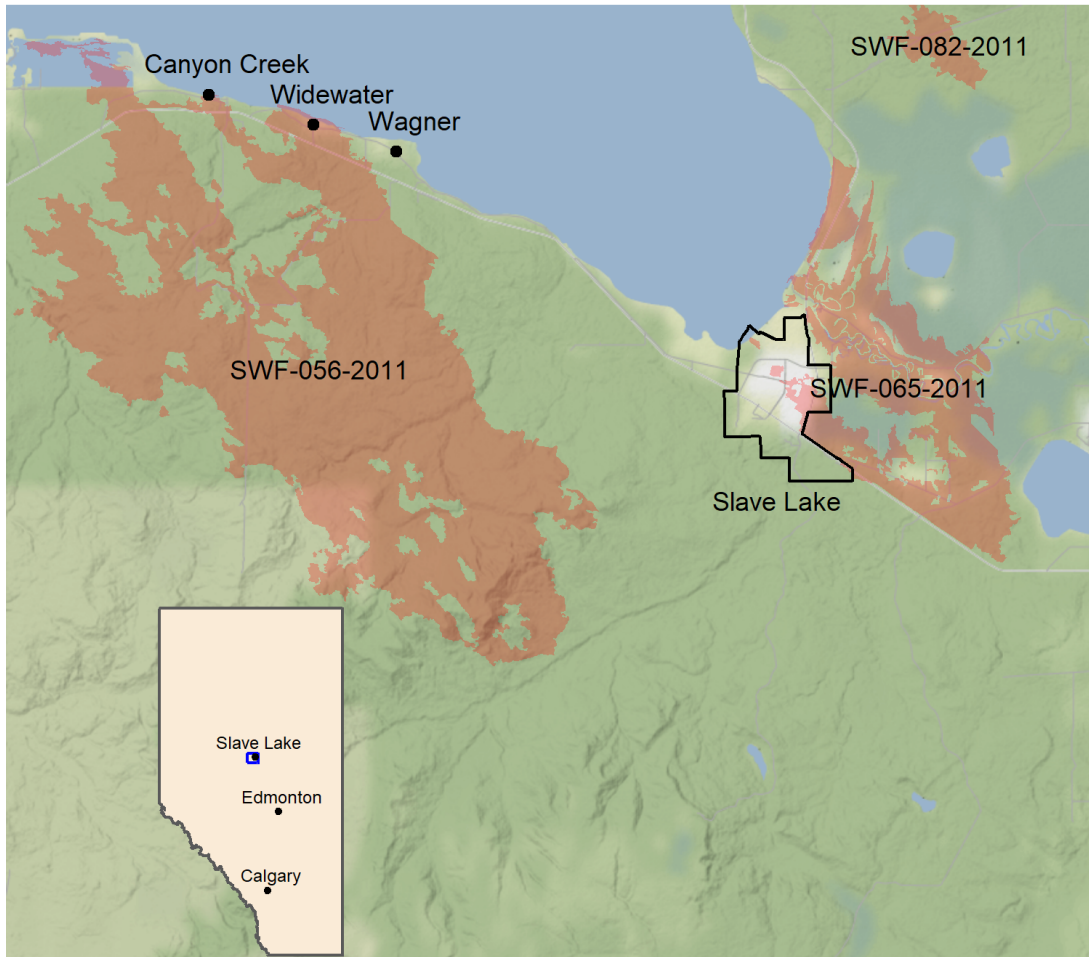 SWF-082-2011
Canyon Creek
Widewater
Wagner
SWF-056-2011
SWF-065-2011
Slave Lake
Slave Lake
Edmonton
Calgary